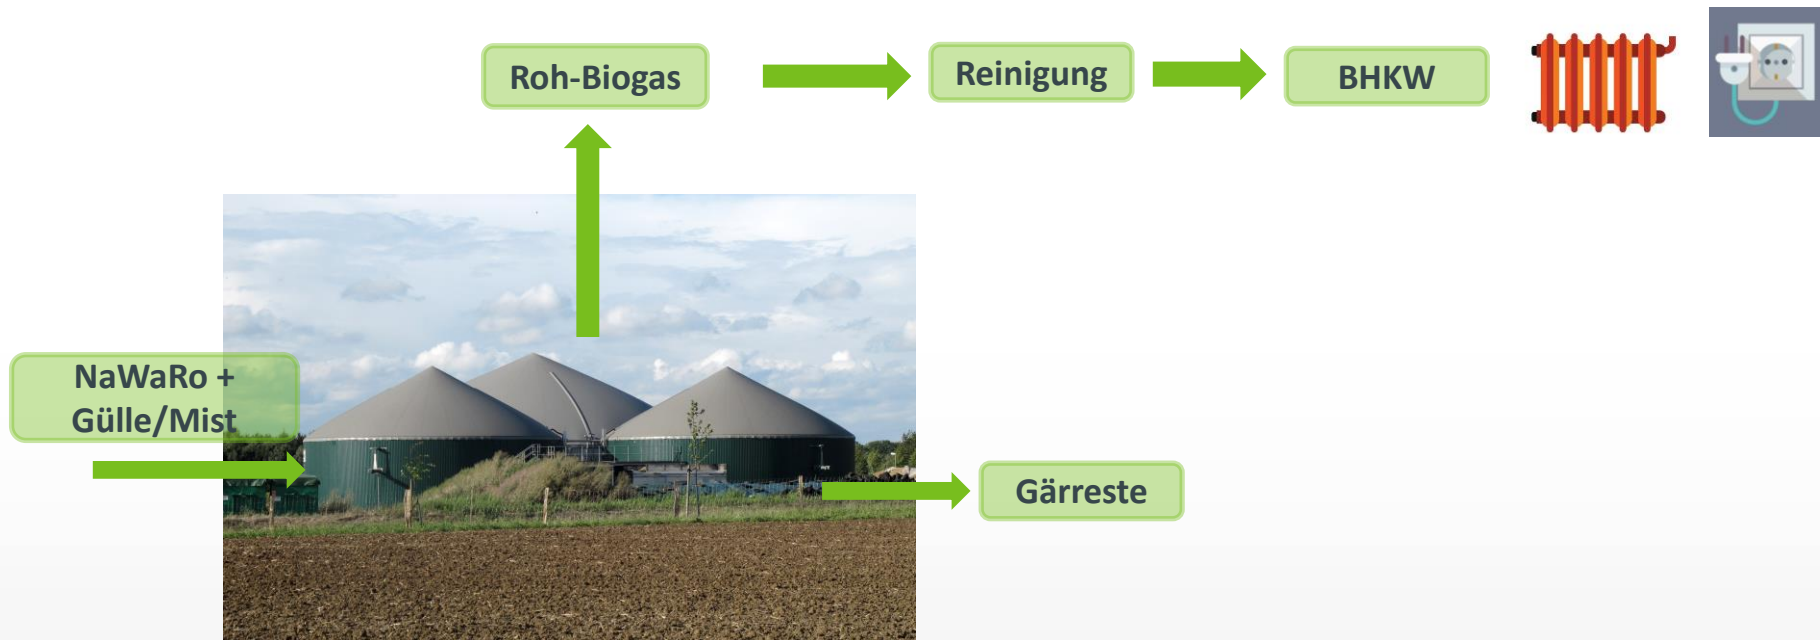 Roh-Biogas
Reinigung
BHKW
NaWaRo +
Gülle/Mist
Gärreste